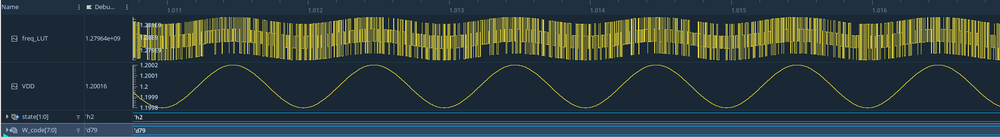 Name Debu... 1.011 1.012 1.013 1.014 1.015 1.016
1.281E9
freq_LUT 1.27964e+09 1.28E9
1.279E9
1.2002
1.2001
VDD 1.20016 1.2
1.1999
1.1998
state[1:0] 'h2 'h2
W_code[7:0] 'd79 'd79